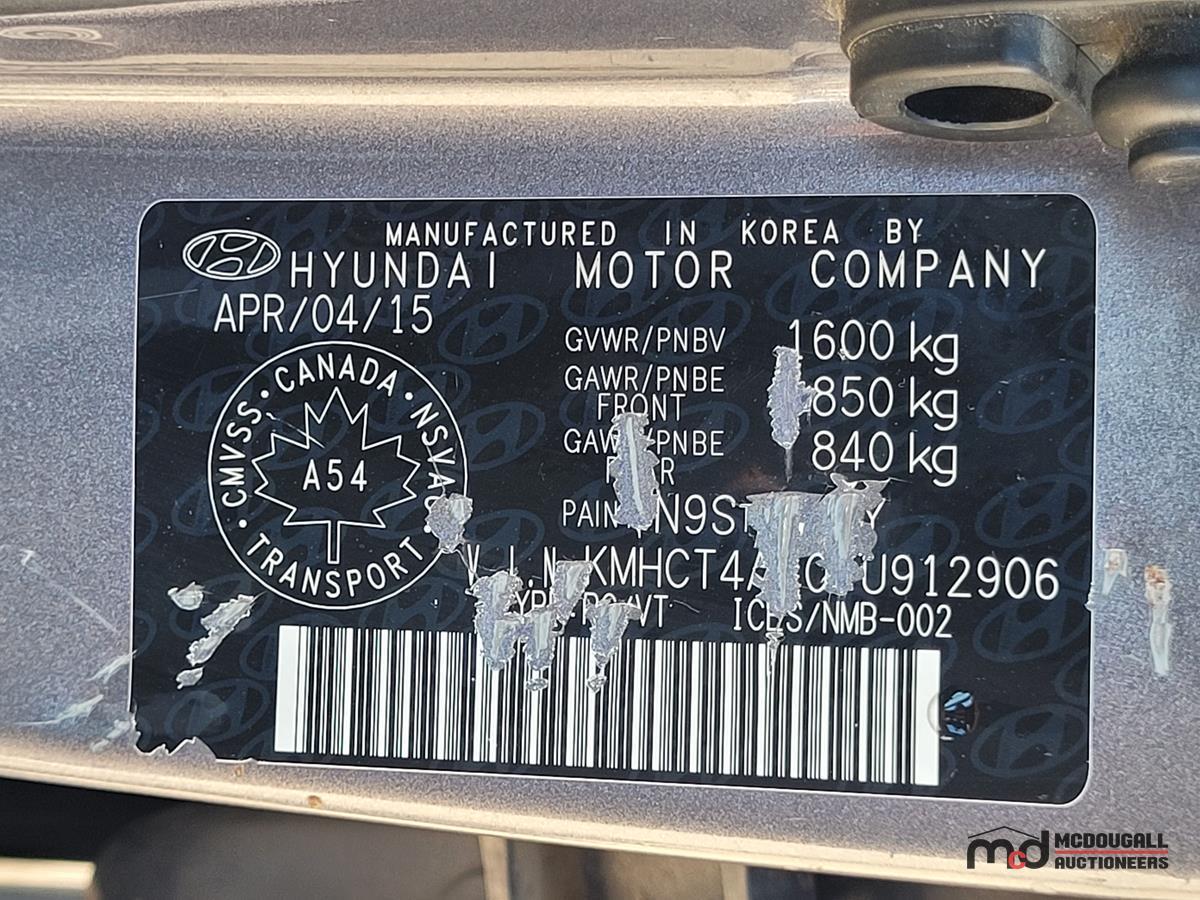 MANUFACTURED IN KOREA BY
HYUNDAI MOTOR COMPANY
APR/04/15
GVWR/PNBV 1600 kg
GAWR/PNBE 850 kg
FRONT
840 kg
CANADA
CMVSS · NSVAC
A54
TRANSPORT
ICES/NMB-002
MCDOUGALL
AUCTIONEERS